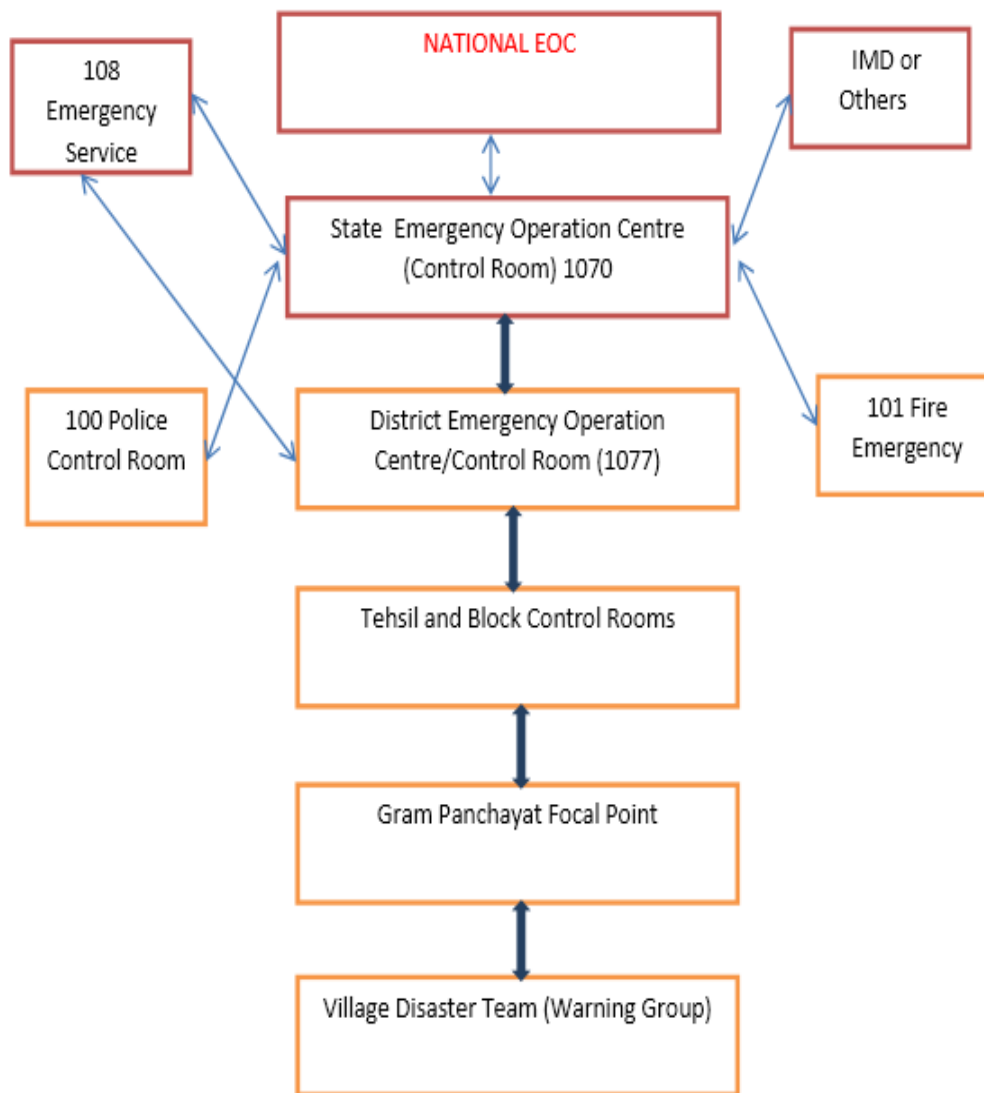 NATIONAL EOC
108
Emergency
Service
IMD or
Others
State Emergency Operation Centre
(Control Room) 1070
100 Police
Control Room
District Emergency Operation
Centre/Control Room (1077)
101 Fire
Emergency
Tehsil and Block Control Rooms
Gram Panchayat Focal Point
Village Disaster Team (Warning Group)